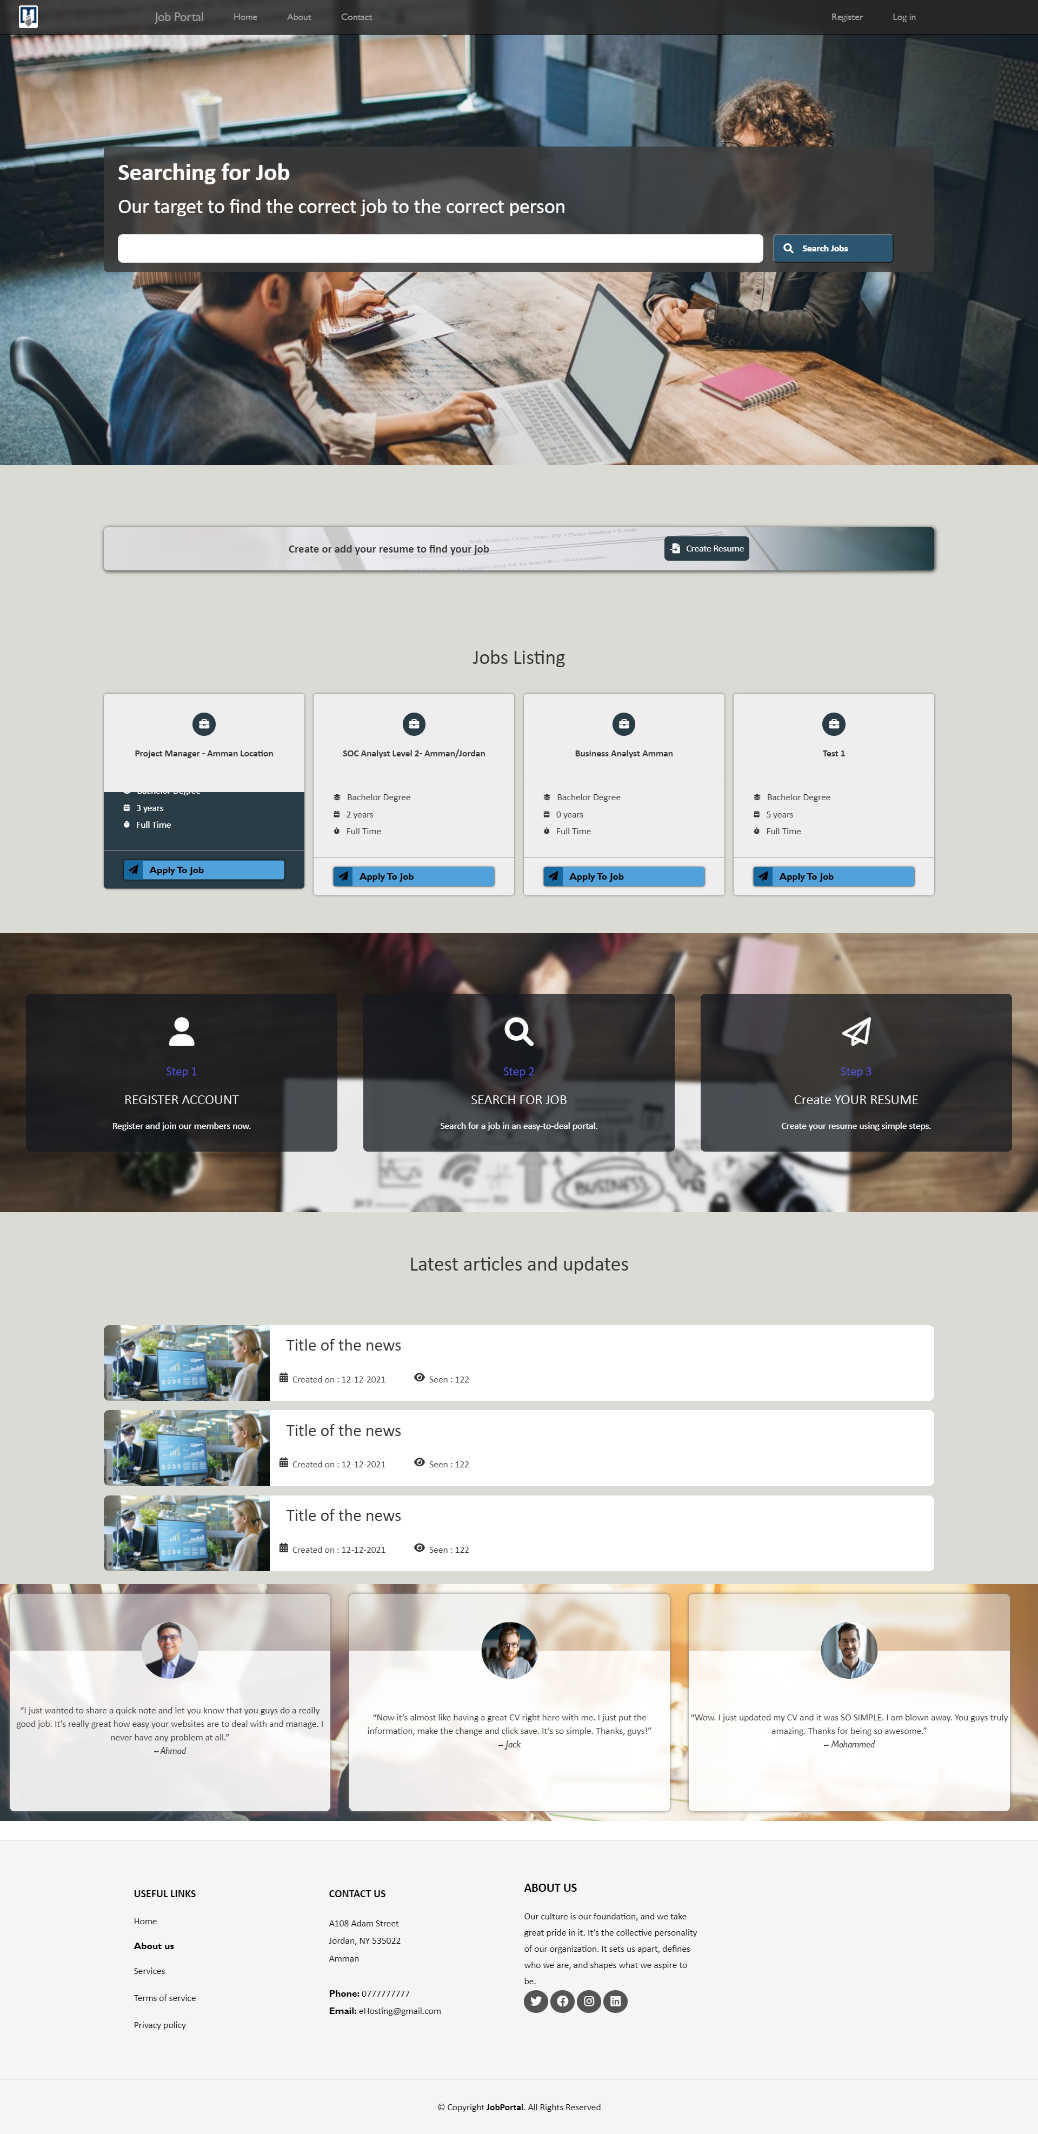 Job Portal
Home
About
Contact
Register
Log in
Searching for Job
Our target to find the correct job to the correct person
Search Jobs
Create or add your resume to find your job
Create Resume
Jobs Listing
Project Manager - Amman Location
Bachelor Degree
3 years
Full Time
Apply To Job
SOC Analyst Level 2- Amman/Jordan
Bachelor Degree
2 years
Full Time
Apply To Job
Business Analyst Amman
Bachelor Degree
0 years
Full Time
Apply To Job
Test 1
Bachelor Degree
5 years
Full Time
Apply To Job
Step 1
REGISTER ACCOUNT
Register and join our members now.
Step 2
SEARCH FOR JOB
Search for a job in an easy-to-deal portal.
Step 3
Create YOUR RESUME
Create your resume using simple steps.
BUSINESS
Latest articles and updates
Title of the news
Created on : 12-12-2021
Seen : 122
Title of the news
Created on : 12-12-2021
Seen : 122
Title of the news
Created on : 12-12-2021
Seen : 122
“I just wanted to share a quick note and let you know that you guys do a really
good job. It’s really great how easy your websites are to deal with and manage. I
never have any problem at all.”
– Ahmad
“Now it’s almost like having a great CV right here with me. I just put the
information, make the change and click save. It’s so simple. Thanks, guys!”
– Jack
“Wow. I just updated my CV and it was SO SIMPLE. I am blown away. You guys truly
amazing. Thanks for being so awesome.”
– Mohammed
USEFUL LINKS
Home
About us
Services
Terms of service
Privacy policy
CONTACT US
A108 Adam Street
Jordan, NY 535022
Amman
Phone: 0777777777
Email: eHosting@gmail.com
ABOUT US
Our culture is our foundation, and we take
great pride in it. It’s the collective personality
of our organization. It sets us apart, defines
who we are, and shapes what we aspire to
be.
© Copyright JobPortal. All Rights Reserved